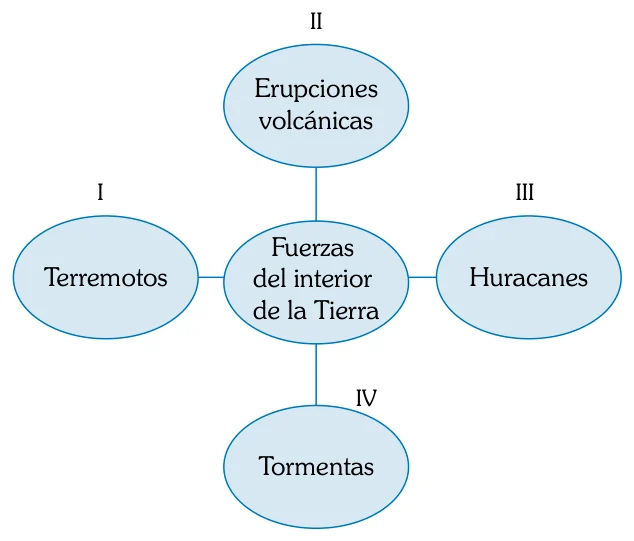 II
Erupciones
volcánicas
I
III
Terremotos
Fuerzas
del interior
de la Tierra
Huracanes
IV
Tormentas